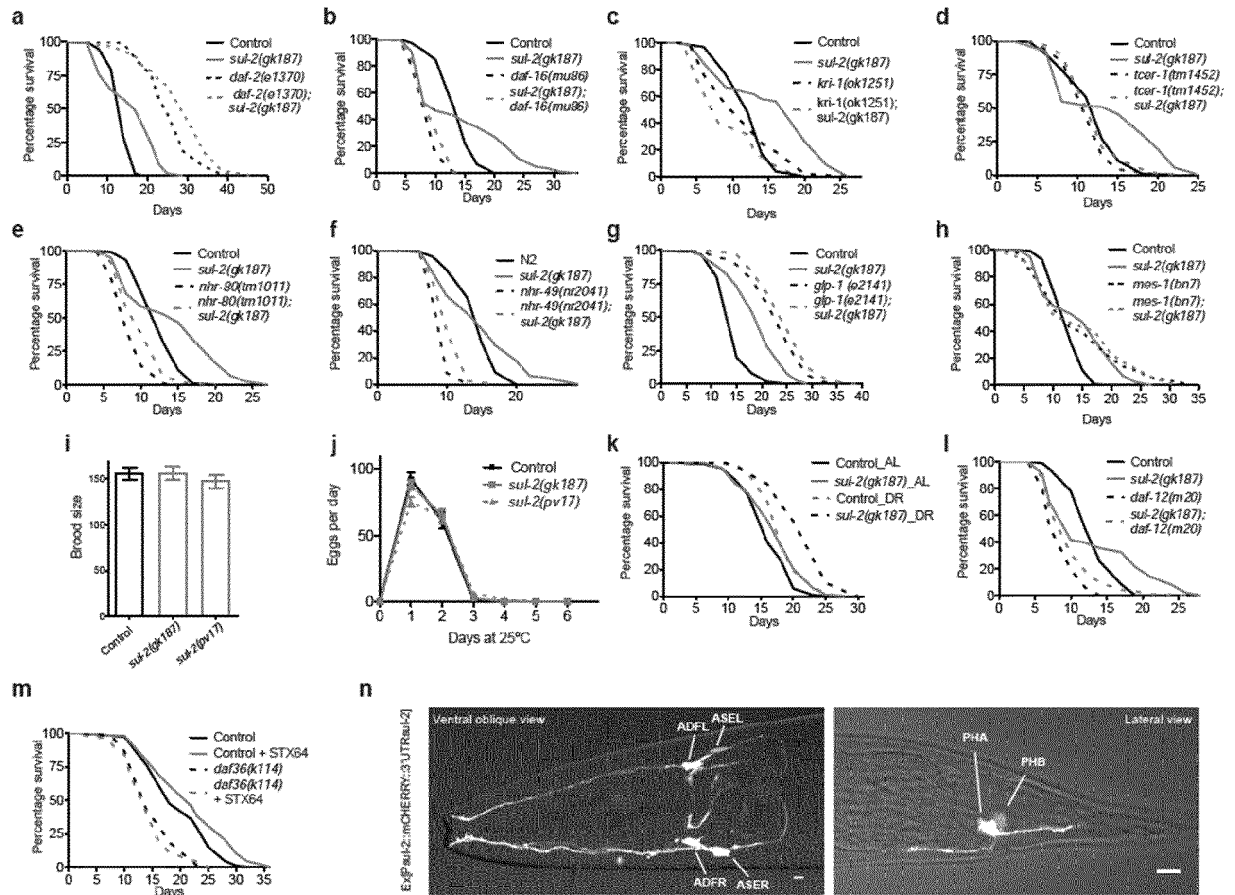 a
Percentage survival
100
75
50
25
0
0 10 20 30 40 50
Days
Control
sul-2(gk187)
daf-2(e1370)
daf-2(e1370);
sul-2(gk187)
b
Percentage survival
100
80
60
40
20
0
0 5 10 15 20 25 30
Days
Control
sul-2(gk187)
daf-16(mu86)
sul-2(gk187);
daf-16(mu86)
c
Percentage survival
100
80
60
40
20
0
0 5 10 15 20 25
Days
Control
sul-2(gk187)
kri-1(ok1251)
kri-1(ok1251);
sul-2(gk187)
d
Percentage survival
100
75
50
25
0
0 5 10 15 20 25
Days
Control
sul-2(gk187)
tcer-1(tm1452)
tcer-1(tm1452);
sul-2(gk187)
e
Percentage survival
100
75
50
25
0
0 5 10 15 20 25
Days
Control
sul-2(gk187)
nhr-80(tm1011)
nhr-80(tm1011);
sul-2(gk187)
f
Percentage survival
100
75
50
25
0
0 10 20
Days
N2
sul-2(gk187)
nhr-49(nr2041)
nhr-49(nr2041);
sul-2(gk187)
g
Percentage survival
100
75
50
25
0
0 5 10 15 20 25 30 35 40
Days
Control
sul-2(gk187)
glp-1 (e2141)
glp-1(e2141);
sul-2(gk187)
h
Percentage survival
100
80
60
40
20
0
0 5 10 15 20 25 30 35
Days
Control
sul-2(gk187)
mes-1(bn7)
mes-1(bn7);
sul-2(gk187)
i
Brood size
150
100
50
0
Control
sul-2(gk187)
sul-2(pv17)
j
Eggs per day
100
50
0
0 1 2 3 4 5 6
Days at 25ºC
Control
sul-2(gk187)
sul-2(pv17)
k
Percentage survival
100
80
60
40
20
0
0 5 10 15 20 25 30
Days
Control_AL
sul-2(gk187)_AL
Control_DR
sul-2(gk187)_DR
l
Percentage survival
100
80
60
40
20
0
0 5 10 15 20 25
Days
Control
sul-2(gk187)
daf-12(m20)
sul-2(gk187);
daf-12(m20)
m
Percentage survival
100
75
50
25
0
0 5 10 15 20 25 30 35
Days
Control
Control + STX64
daf36(k114)
daf36(k114)
+ STX64
n
Ex[Psul-2::mCHERRY::3'UTRsul-2]
Ventral oblique view
ADFL
ASEL
ADFR
ASER
Lateral view
PHA
PHB